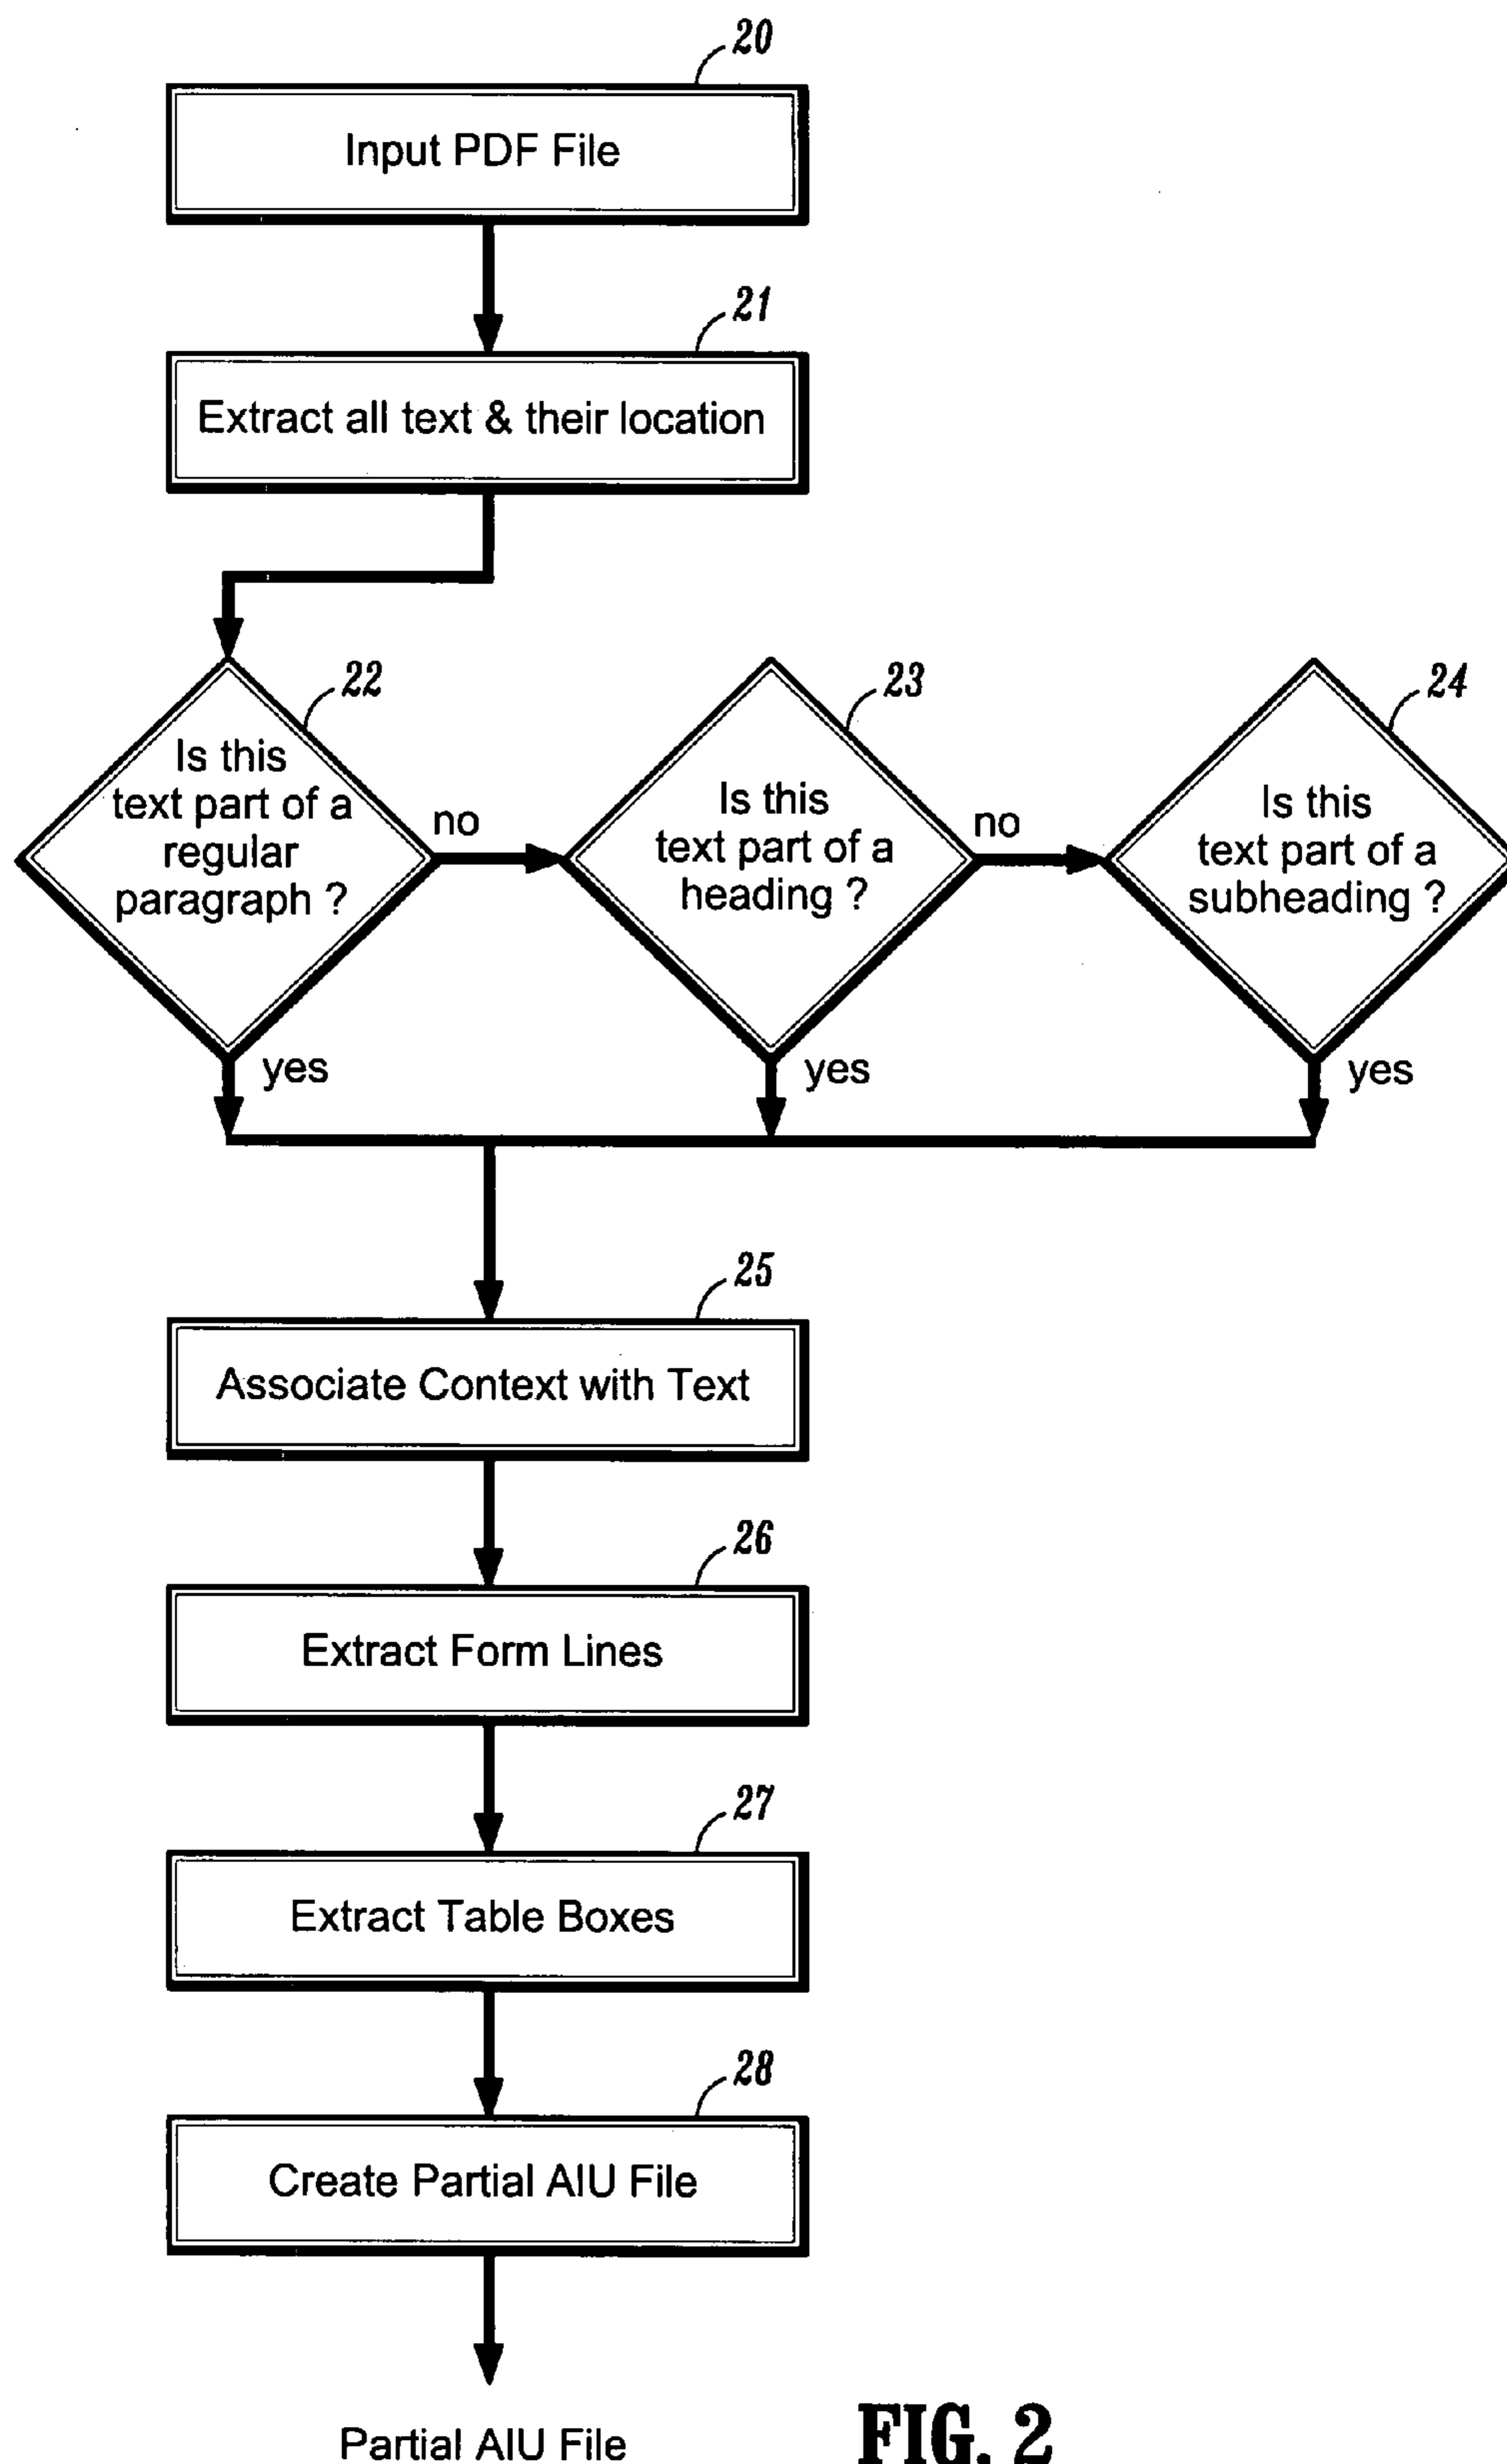 20
Input PDF File
21
Extract all text & their location
22
Is this
text part of a
regular
paragraph ?
no
yes
23
Is this
text part of a
heading ?
no
yes
24
Is this
text part of a
subheading ?
yes
25
Associate Context with Text
26
Extract Form Lines
27
Extract Table Boxes
28
Create Partial AIU File
Partial AIU File
FIG. 2